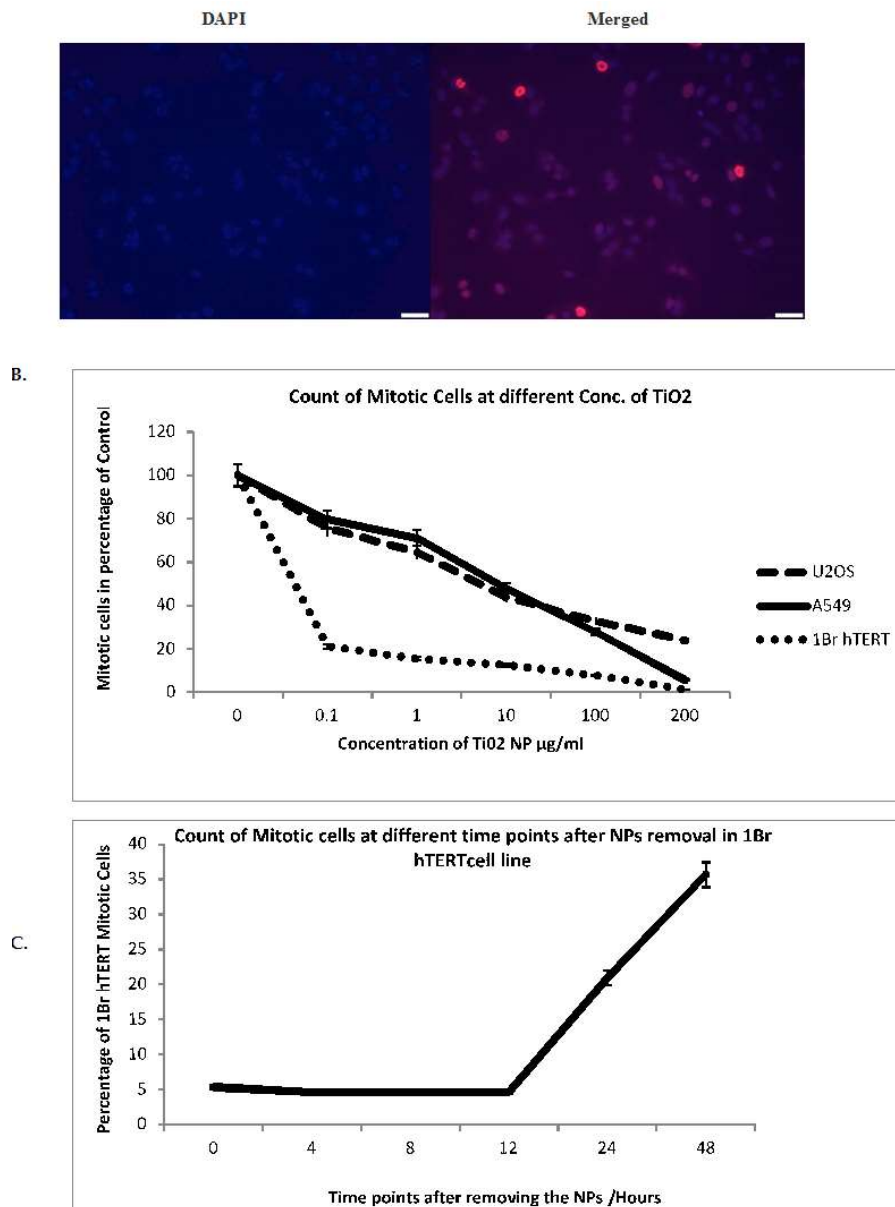 DAPI
Merged
B.
Count of Mitotic Cells at different Conc. of TiO2
Mitotic cells in percentage of Control
120
100
80
60
40
20
0
0 0.1 1 10 100 200
Concentration of Ti02 NP µg/ml
U2OS
A549
1Br hTERT
C.
Count of Mitotic cells at different time points after NPs removal in 1Br
hTERTcell line
Percentage of 1Br hTERT Mitotic Cells
40
35
30
25
20
15
10
5
0
0 4 8 12 24 48
Time points after removing the NPs /Hours